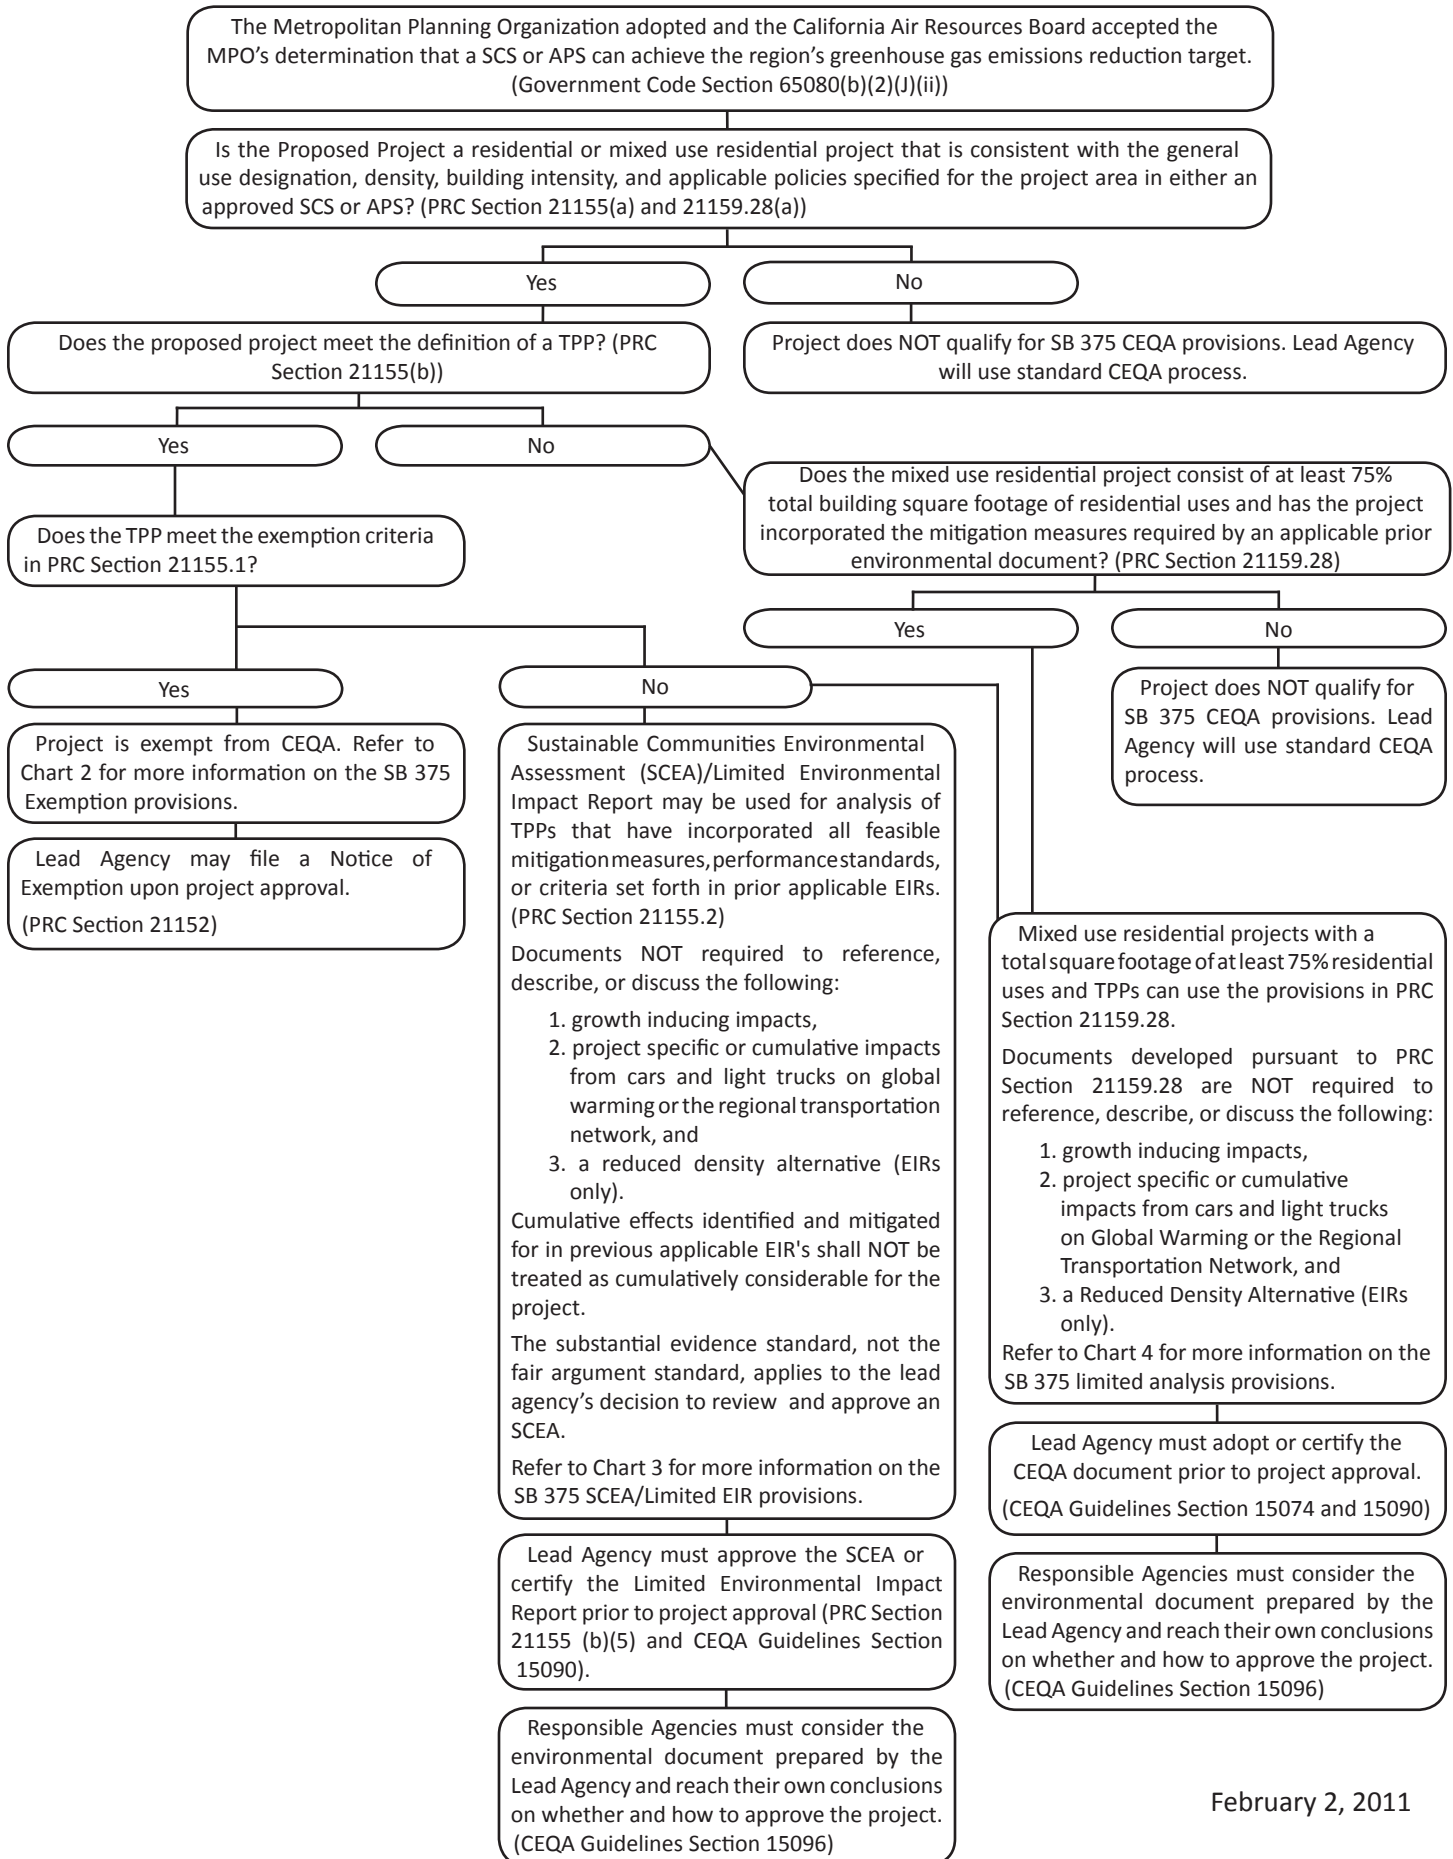 The Metropolitan Planning Organization adopted and the California Air Resources Board accepted the
MPO's determination that a SCS or APS can achieve the region's greenhouse gas emissions reduction target.
(Government Code Section 65080(b)(2)(J)(ii))
Is the Proposed Project a residential or mixed use residential project that is consistent with the general
use designation, density, building intensity, and applicable policies specified for the project area in either an
approved SCS or APS? (PRC Section 21155(a) and 21159.28(a))
Yes
No
Does the proposed project meet the definition of a TPP? (PRC
Section 21155(b))
Project does NOT qualify for SB 375 CEQA provisions. Lead Agency
will use standard CEQA process.
Yes
No
Does the mixed use residential project consist of at least 75%
total building square footage of residential uses and has the project
incorporated the mitigation measures required by an applicable prior
environmental document? (PRC Section 21159.28)
Does the TPP meet the exemption criteria
in PRC Section 21155.1?
Yes
No
Yes
No
Project does NOT qualify for
SB 375 CEQA provisions. Lead
Agency will use standard CEQA
process.
Project is exempt from CEQA. Refer to
Chart 2 for more information on the SB 375
Exemption provisions.
Lead Agency may file a Notice of
Exemption upon project approval.
(PRC Section 21152)
Sustainable Communities Environmental
Assessment (SCEA)/Limited Environmental
Impact Report may be used for analysis of
TPPs that have incorporated all feasible
mitigation measures, performance standards,
or criteria set forth in prior applicable EIRs.
(PRC Section 21155.2)
Documents NOT required to reference,
describe, or discuss the following:
1. growth inducing impacts,
2. project specific or cumulative impacts
from cars and light trucks on global
warming or the regional transportation
network, and
3. a reduced density alternative (EIRs
only).
Cumulative effects identified and mitigated
for in previous applicable EIR's shall NOT be
treated as cumulatively considerable for the
project.
The substantial evidence standard, not the
fair argument standard, applies to the lead
agency's decision to review and approve an
SCEA.
Refer to Chart 3 for more information on the
SB 375 SCEA/Limited EIR provisions.
Mixed use residential projects with a
total square footage of at least 75% residential
uses and TPPs can use the provisions in PRC
Section 21159.28.
Documents developed pursuant to PRC
Section 21159.28 are NOT required to
reference, describe, or discuss the following:
1. growth inducing impacts,
2. project specific or cumulative
impacts from cars and light trucks
on Global Warming or the Regional
Transportation Network, and
3. a Reduced Density Alternative (EIRs
only).
Refer to Chart 4 for more information on the
SB 375 limited analysis provisions.
Lead Agency must adopt or certify the
CEQA document prior to project approval.
(CEQA Guidelines Section 15074 and 15090)
Lead Agency must approve the SCEA or
certify the Limited Environmental Impact
Report prior to project approval (PRC Section
21155 (b)(5) and CEQA Guidelines Section
15090).
Responsible Agencies must consider the
environmental document prepared by the
Lead Agency and reach their own conclusions
on whether and how to approve the project.
(CEQA Guidelines Section 15096)
Responsible Agencies must consider the
environmental document prepared by the
Lead Agency and reach their own conclusions
on whether and how to approve the project.
(CEQA Guidelines Section 15096)
February 2, 2011